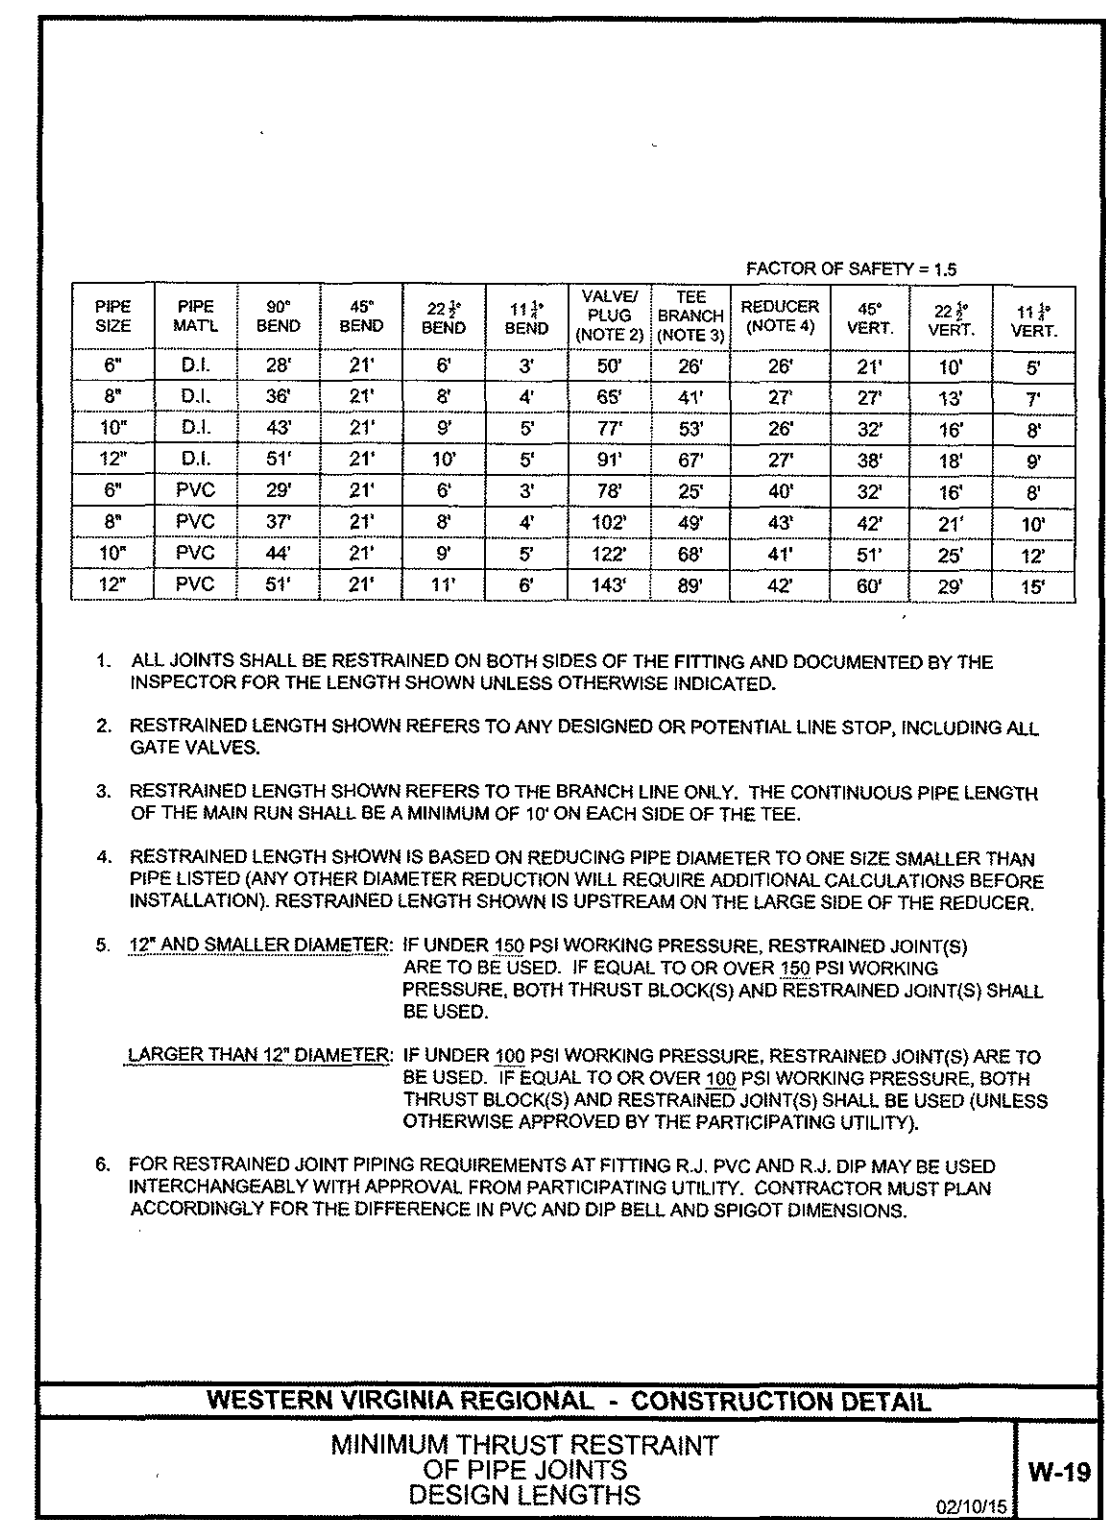 FACTOR OF SAFETY = 1.5
PIPE SIZE PIPE MAT'L 90° BEND 45° BEND 22 1/2° BEND 11 1/4° BEND VALVE/ PLUG (NOTE 2) TEE BRANCH (NOTE 3) REDUCER (NOTE 4) 45° VERT. 22 1/2° VERT. 11 1/4° VERT.
6" D.I. 28' 21' 6' 3' 50' 26' 26' 21' 10' 5'
8" D.I. 36' 21' 8' 4' 65' 41' 27' 27' 13' 7'
10" D.I. 43' 21' 9' 5' 77' 53' 26' 32' 16' 8'
12" D.I. 51' 21' 10' 5' 91' 67' 27' 38' 18' 9'
6" PVC 29' 21' 6' 3' 78' 25' 40' 32' 16' 8'
8" PVC 37' 21' 8' 4' 102' 49' 43' 42' 21' 10'
10" PVC 44' 21' 9' 5' 122' 68' 41' 51' 25' 12'
12" PVC 51' 21' 11' 6' 143' 89' 42' 60' 29' 15'
1. ALL JOINTS SHALL BE RESTRAINED ON BOTH SIDES OF THE FITTING AND DOCUMENTED BY THE
INSPECTOR FOR THE LENGTH SHOWN UNLESS OTHERWISE INDICATED.
2. RESTRAINED LENGTH SHOWN REFERS TO ANY DESIGNED OR POTENTIAL LINE STOP, INCLUDING ALL
GATE VALVES.
3. RESTRAINED LENGTH SHOWN REFERS TO THE BRANCH LINE ONLY. THE CONTINUOUS PIPE LENGTH
OF THE MAIN RUN SHALL BE A MINIMUM OF 10' ON EACH SIDE OF THE TEE.
4. RESTRAINED LENGTH SHOWN IS BASED ON REDUCING PIPE DIAMETER TO ONE SIZE SMALLER THAN
PIPE LISTED (ANY OTHER DIAMETER REDUCTION WILL REQUIRE ADDITIONAL CALCULATIONS BEFORE
INSTALLATION). RESTRAINED LENGTH SHOWN IS UPSTREAM ON THE LARGE SIDE OF THE REDUCER.
5. 12" AND SMALLER DIAMETER: IF UNDER 150 PSI WORKING PRESSURE, RESTRAINED JOINT(S)
ARE TO BE USED. IF EQUAL TO OR OVER 150 PSI WORKING
PRESSURE, BOTH THRUST BLOCK(S) AND RESTRAINED JOINT(S) SHALL
BE USED.
LARGER THAN 12" DIAMETER: IF UNDER 100 PSI WORKING PRESSURE, RESTRAINED JOINT(S) ARE TO
BE USED. IF EQUAL TO OR OVER 100 PSI WORKING PRESSURE, BOTH
THRUST BLOCK(S) AND RESTRAINED JOINT(S) SHALL BE USED (UNLESS
OTHERWISE APPROVED BY THE PARTICIPATING UTILITY).
6. FOR RESTRAINED JOINT PIPING REQUIREMENTS AT FITTING R.J. PVC AND R.J. DIP MAY BE USED
INTERCHANGEABLY WITH APPROVAL FROM PARTICIPATING UTILITY. CONTRACTOR MUST PLAN
ACCORDINGLY FOR THE DIFFERENCE IN PVC AND DIP BELL AND SPIGOT DIMENSIONS.
WESTERN VIRGINIA REGIONAL - CONSTRUCTION DETAIL
MINIMUM THRUST RESTRAINT
OF PIPE JOINTS
DESIGN LENGTHS
W-19
02/10/15